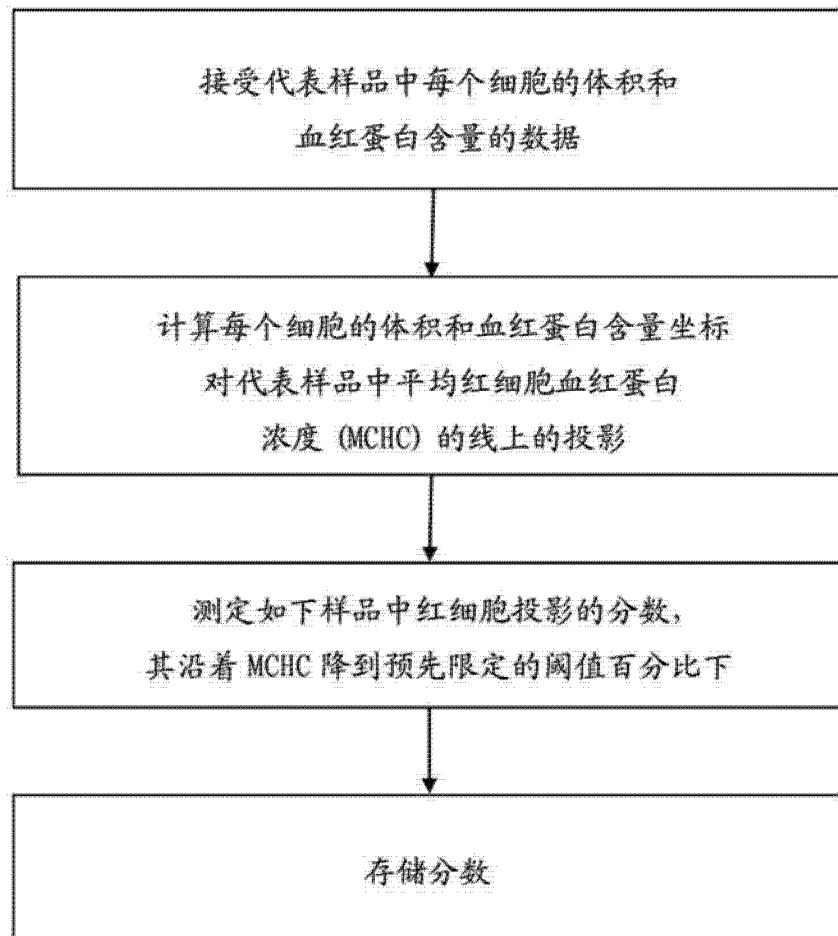 接受代表样品中每个细胞的体积和
血红蛋白含量的数据
计算每个细胞的体积和血红蛋白含量坐标
对代表样品中平均红细胞血红蛋白
浓度 (MCHC) 的线上的投影
测定如下样品中红细胞投影的分数，
其沿着 MCHC 降到预先限定的阈值百分比下
存储分数